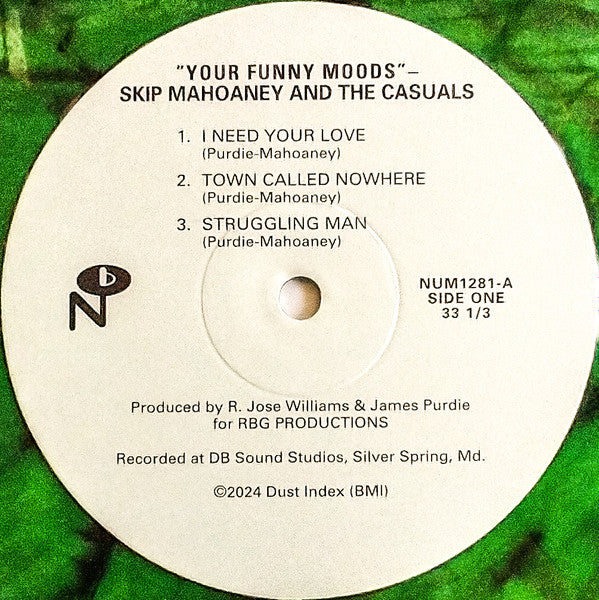 "YOUR FUNNY MOODS"–
SKIP MAHOANEY AND THE CASUALS
1. I NEED YOUR LOVE
(Purdie-Mahoaney)
2. TOWN CALLED NOWHERE
(Purdie-Mahoaney)
3. STRUGGLING MAN
(Purdie-Mahoaney)
N b
NUM1281-A
SIDE ONE
33 1/3
Produced by R. Jose Williams & James Purdie
for RBG PRODUCTIONS
Recorded at DB Sound Studios, Silver Spring, Md.
©2024 Dust Index (BMI)